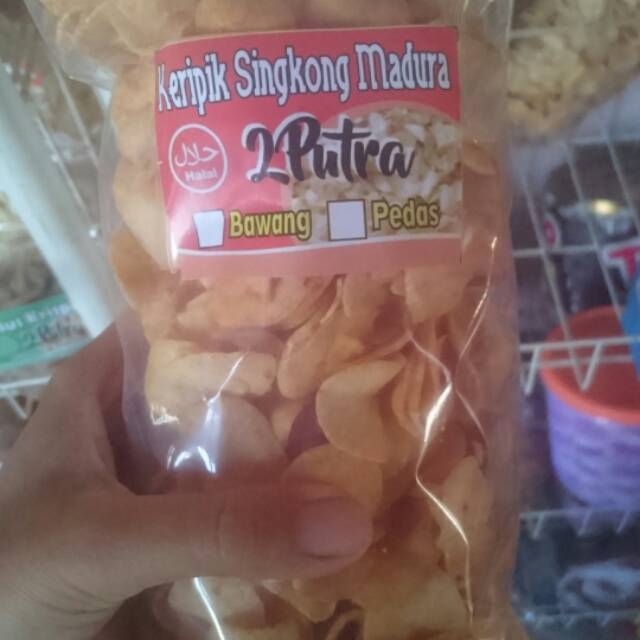 Keripik Singkong Madura
حلال
Halal
2Putra
Bawang
Pedas